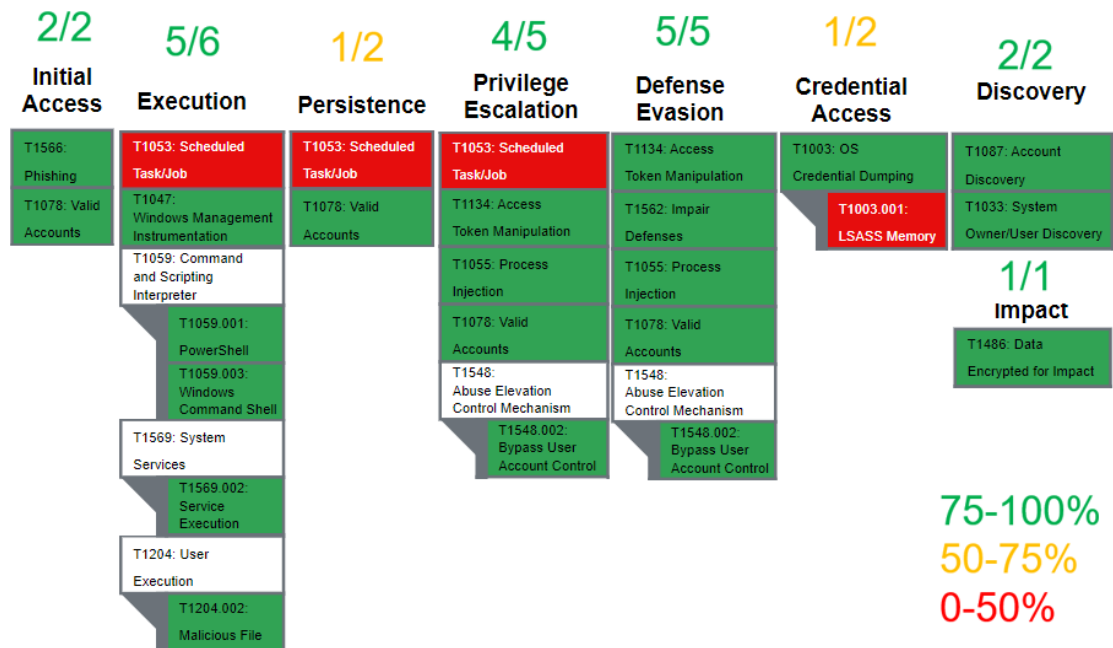 2/2
Initial
Access
T1566:
Phishing
T1078: Valid
Accounts
5/6
Execution
T1053: Scheduled
Task/Job
T1047:
Windows Management
Instrumentation
T1059: Command
and Scripting
Interpreter
T1059.001:
PowerShell
T1059.003:
Windows
Command Shell
T1569: System
Services
T1569.002:
Service
Execution
T1204: User
Execution
T1204.002:
Malicious File
1/2
Persistence
T1053: Scheduled
Task/Job
T1078: Valid
Accounts
4/5
Privilege
Escalation
T1053: Scheduled
Task/Job
T1134: Access
Token Manipulation
T1055: Process
Injection
T1078: Valid
Accounts
T1548:
Abuse Elevation
Control Mechanism
T1548.002:
Bypass User
Account Control
5/5
Defense
Evasion
T1134: Access
Token Manipulation
T1562: Impair
Defenses
T1055: Process
Injection
T1078: Valid
Accounts
T1548:
Abuse Elevation
Control Mechanism
T1548.002:
Bypass User
Account Control
1/2
Credential
Access
T1003: OS
Credential Dumping
T1003.001:
LSASS Memory
2/2
Discovery
T1087: Account
Discovery
T1033: System
Owner/User Discovery
1/1
Impact
T1486: Data
Encrypted for Impact
75-100%
50-75%
0-50%